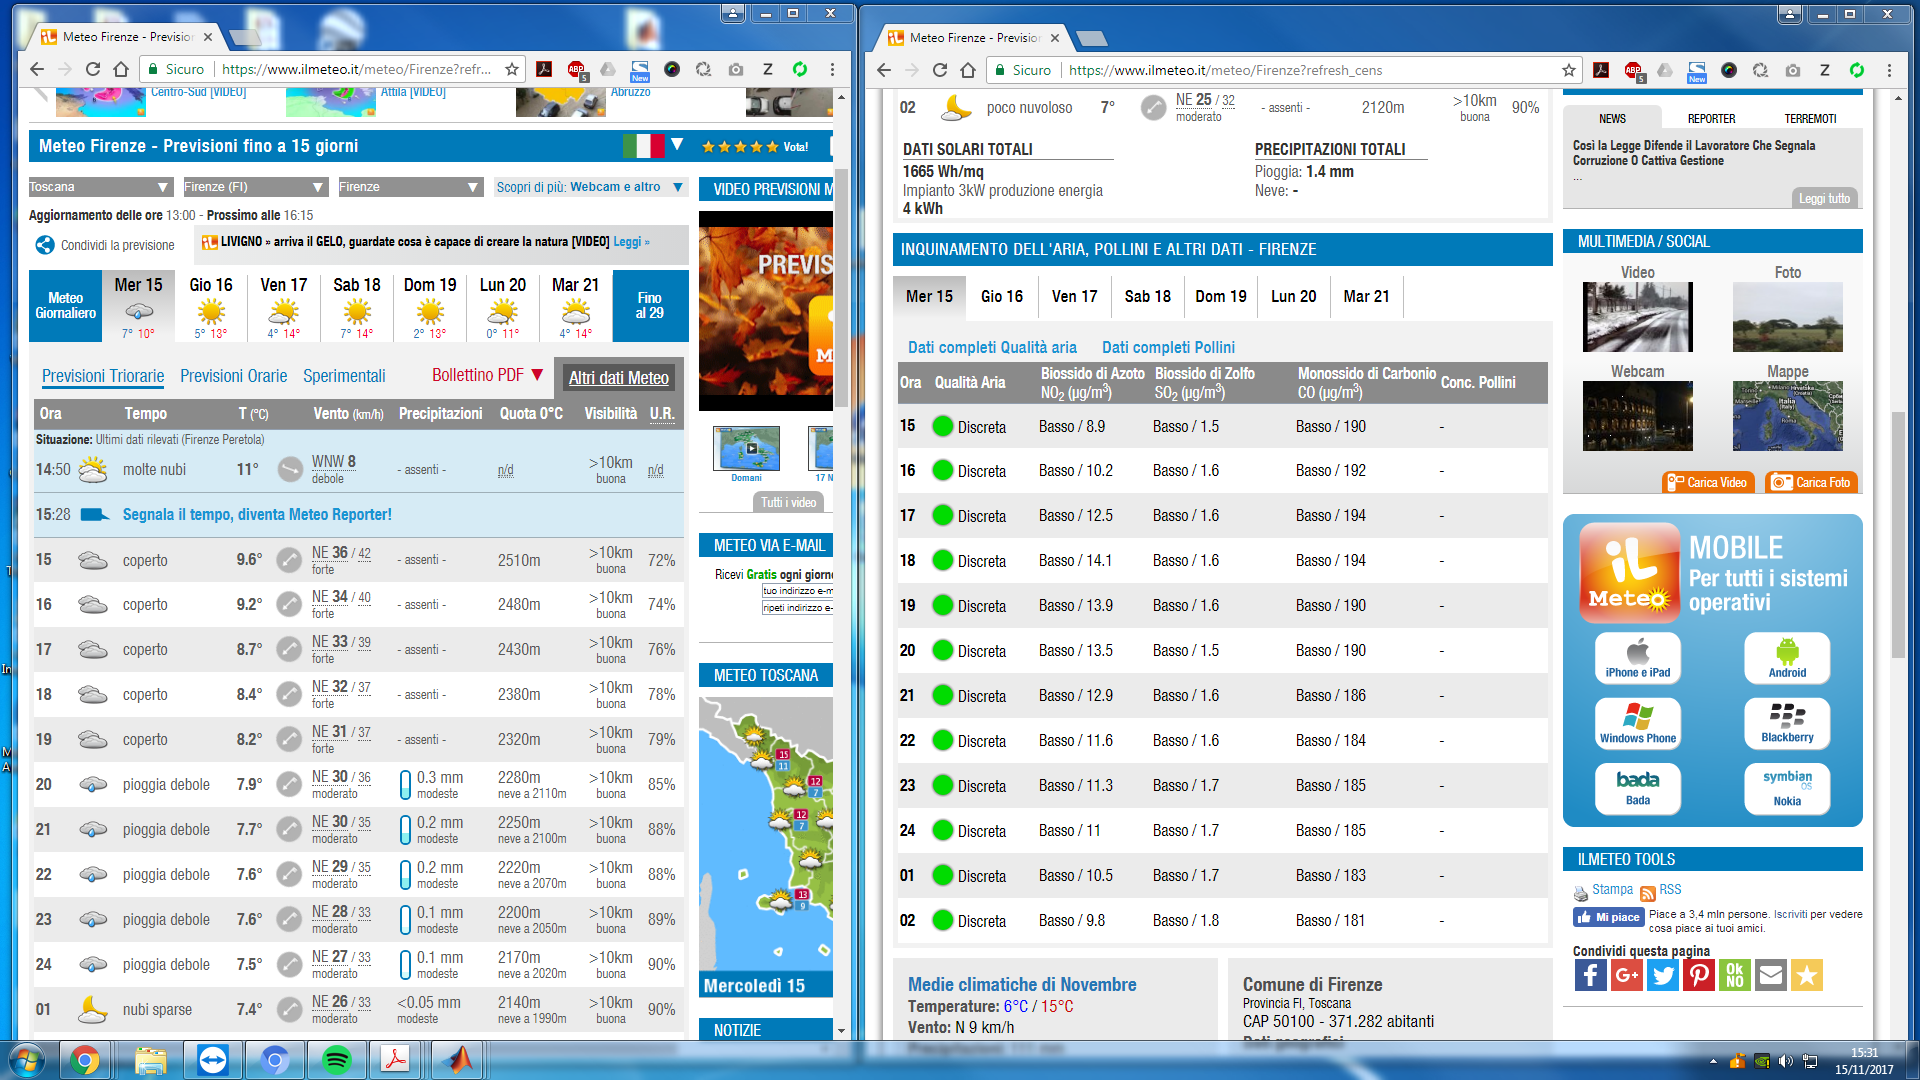 Meteo Firenze - Previsior
Sicuro https://www.ilmeteo.it/meteo/Firenze?refr...
Centro-Sud [VIDEO] Attila [VIDEO] Abruzzo
Meteo Firenze - Previsioni fino a 15 giorni Vota!
Toscana Firenze (FI) Firenze Scopri di più: Webcam e altro
Aggiornamento delle ore 13:00 - Prossimo alle 16:15
Condividi la previsione LIVIGNO » arriva il GELO, guardate cosa è capace di creare la natura [VIDEO] Leggi »
Meteo Giornaliero Mer 15 Gio 16 Ven 17 Sab 18 Dom 19 Lun 20 Mar 21 Fino al 29
7° 10° 5° 13° 4° 14° 7° 14° 2° 13° 0° 11° 4° 14°
Previsioni Triorarie Previsioni Orarie Sperimentali Bollettino PDF Altri dati Meteo
Ora Tempo T (°C) Vento (km/h) Precipitazioni Quota 0°C Visibilità U.R.
Situazione: Ultimi dati rilevati (Firenze Peretola)
14:50 molte nubi 11° WNW 8 debole - assenti - n/d >10km buona n/d
15:28 Segnala il tempo, diventa Meteo Reporter!
15 coperto 9.6° NE 36 / 42 forte - assenti - 2510m >10km buona 72%
16 coperto 9.2° NE 34 / 40 forte - assenti - 2480m >10km buona 74%
17 coperto 8.7° NE 33 / 39 forte - assenti - 2430m >10km buona 76%
18 coperto 8.4° NE 32 / 37 forte - assenti - 2380m >10km buona 78%
19 coperto 8.2° NE 31 / 37 forte - assenti - 2320m >10km buona 79%
20 pioggia debole 7.9° NE 30 / 36 moderato 0.3 mm modeste 2280m neve a 2110m >10km buona 85%
21 pioggia debole 7.7° NE 30 / 35 moderato 0.2 mm modeste 2250m neve a 2100m >10km buona 88%
22 pioggia debole 7.6° NE 29 / 35 moderato 0.2 mm modeste 2220m neve a 2070m >10km buona 88%
23 pioggia debole 7.6° NE 28 / 33 moderato 0.1 mm modeste 2200m neve a 2050m >10km buona 89%
24 pioggia debole 7.5° NE 27 / 33 moderato 0.1 mm modeste 2170m neve a 2020m >10km buona 90%
01 nubi sparse 7.4° NE 26 / 33 moderato <0.05 mm modeste 2140m neve a 1990m >10km buona 90%
VIDEO PREVISIONI M
PREVIS
Domani 17 N
Tutti i video
METEO VIA E-MAIL
Ricevi Gratis ogni giorno
tuo indirizzo e-m
ripeti indirizzo e-
METEO TOSCANA
15 11
12 7
12 7
13 9
Mercoledì 15
NOTIZIE
Meteo Firenze - Previsior
Sicuro https://www.ilmeteo.it/meteo/Firenze?refresh_cens
02 poco nuvoloso 7° NE 25 / 32 moderato - assenti - 2120m >10km buona 90%
DATI SOLARI TOTALI
1665 Wh/mq
Impianto 3kW produzione energia
4 kWh
PRECIPITAZIONI TOTALI
Pioggia: 1.4 mm
Neve: -
INQUINAMENTO DELL'ARIA, POLLINI E ALTRI DATI - FIRENZE
Mer 15 Gio 16 Ven 17 Sab 18 Dom 19 Lun 20 Mar 21
Dati completi Qualità aria Dati completi Pollini
Ora Qualità Aria Biossido di Azoto NO2 (µg/m3) Biossido di Zolfo SO2 (µg/m3) Monossido di Carbonio CO (µg/m3) Conc. Pollini
15 Discreta Basso / 8.9 Basso / 1.5 Basso / 190 -
16 Discreta Basso / 10.2 Basso / 1.6 Basso / 192 -
17 Discreta Basso / 12.5 Basso / 1.6 Basso / 194 -
18 Discreta Basso / 14.1 Basso / 1.6 Basso / 194 -
19 Discreta Basso / 13.9 Basso / 1.6 Basso / 190 -
20 Discreta Basso / 13.5 Basso / 1.5 Basso / 190 -
21 Discreta Basso / 12.9 Basso / 1.6 Basso / 186 -
22 Discreta Basso / 11.6 Basso / 1.6 Basso / 184 -
23 Discreta Basso / 11.3 Basso / 1.7 Basso / 185 -
24 Discreta Basso / 11 Basso / 1.7 Basso / 185 -
01 Discreta Basso / 10.5 Basso / 1.7 Basso / 183 -
02 Discreta Basso / 9.8 Basso / 1.8 Basso / 181 -
Medie climatiche di Novembre
Temperature: 6°C / 15°C
Vento: N 9 km/h
Comune di Firenze
Provincia FI, Toscana
CAP 50100 - 371.282 abitanti
Dati geografici
NEWS REPORTER TERREMOTI
Così la Legge Difende il Lavoratore Che Segnala
Corruzione O Cattiva Gestione
...
Leggi tutto
MULTIMEDIA / SOCIAL
Video Foto
Webcam Mappe
Italia
Carica Video Carica Foto
iL Meteo
MOBILE
Per tutti i sistemi
operativi
iPhone e iPad Android
Windows Phone Blackberry
bada Bada symbian OS Nokia
ILMETEO TOOLS
Stampa RSS
Mi piace Piace a 3,4 mln persone. Iscriviti per vedere
cosa piace ai tuoi amici.
Condividi questa pagina
OK NO
15:31
15/11/2017